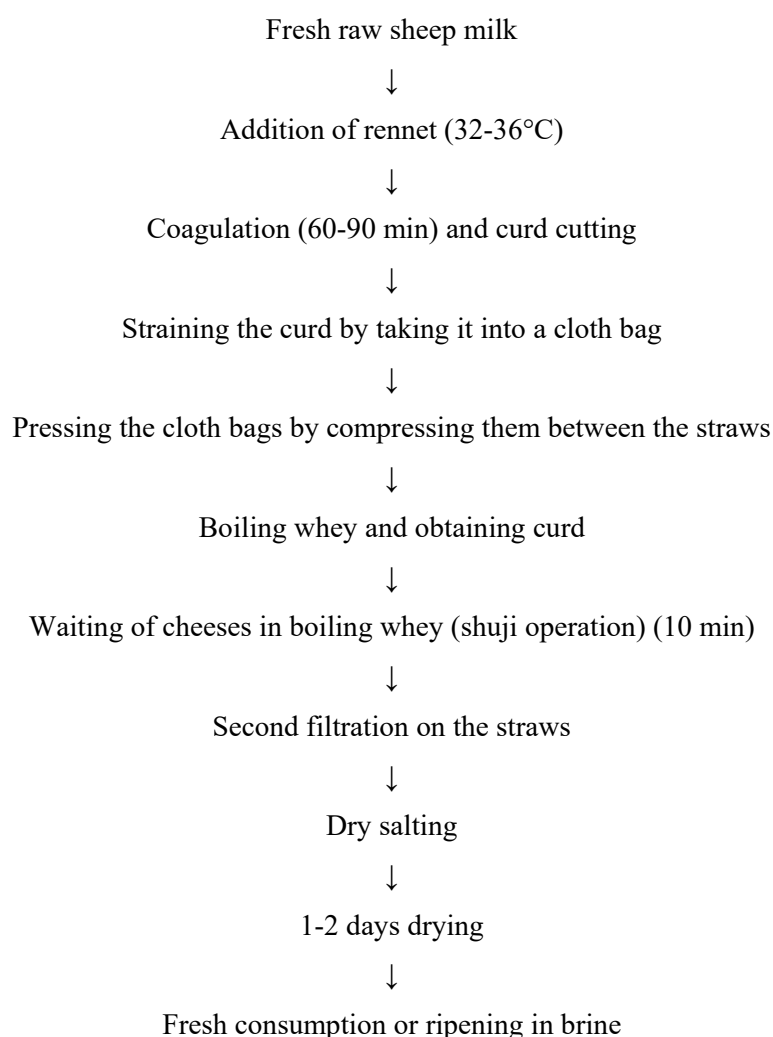 Fresh raw sheep milk
↓
Addition of rennet (32-36°C)
↓
Coagulation (60-90 min) and curd cutting
↓
Straining the curd by taking it into a cloth bag
↓
Pressing the cloth bags by compressing them between the straws
↓
Boiling whey and obtaining curd
↓
Waiting of cheeses in boiling whey (shuji operation) (10 min)
↓
Second filtration on the straws
↓
Dry salting
↓
1-2 days drying
↓
Fresh consumption or ripening in brine